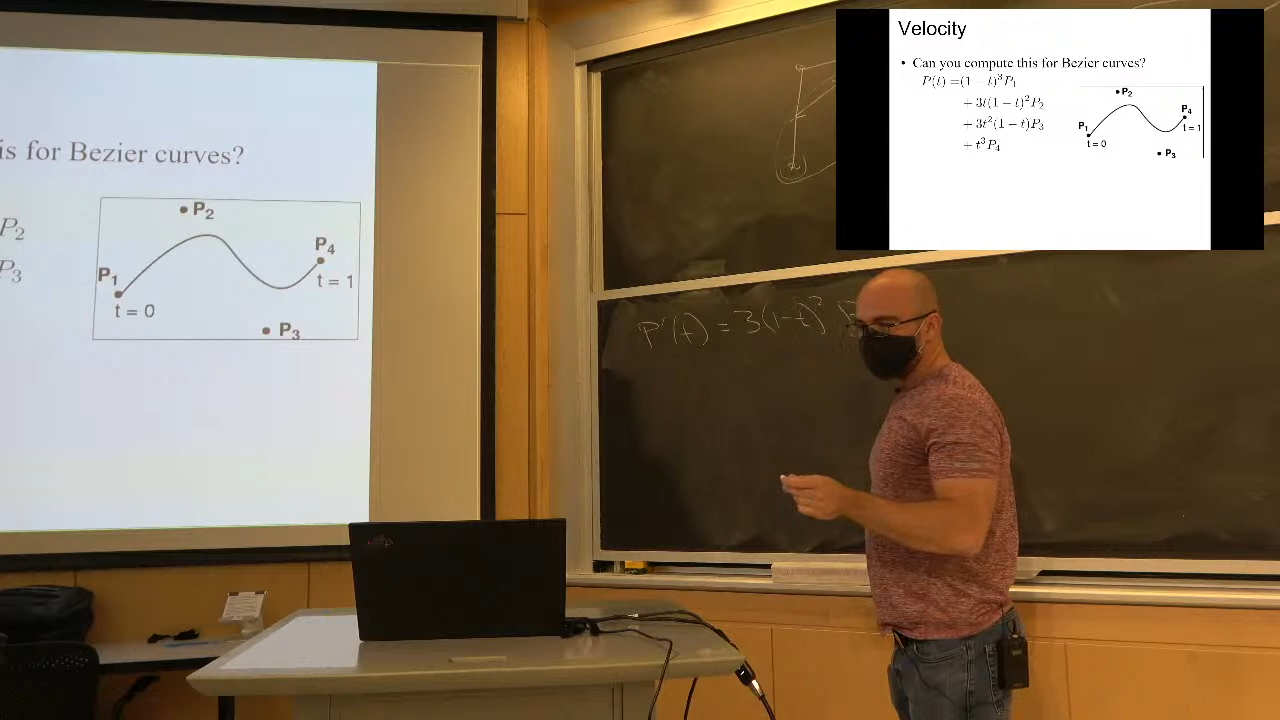 is for Bezier curves?
P₂
P₃
P₂
P₁
P₄
t = 1
t = 0
P₃
P'(t) = 3(1-t)²
Velocity
• Can you compute this for Bezier curves?
P(t) =(1 − t)³P₁
+ 3t(1 − t)²P₂
+ 3t²(1 − t)P₃
+ t³P₄
P₂
P₄
P₁
t = 1
t = 0
P₃